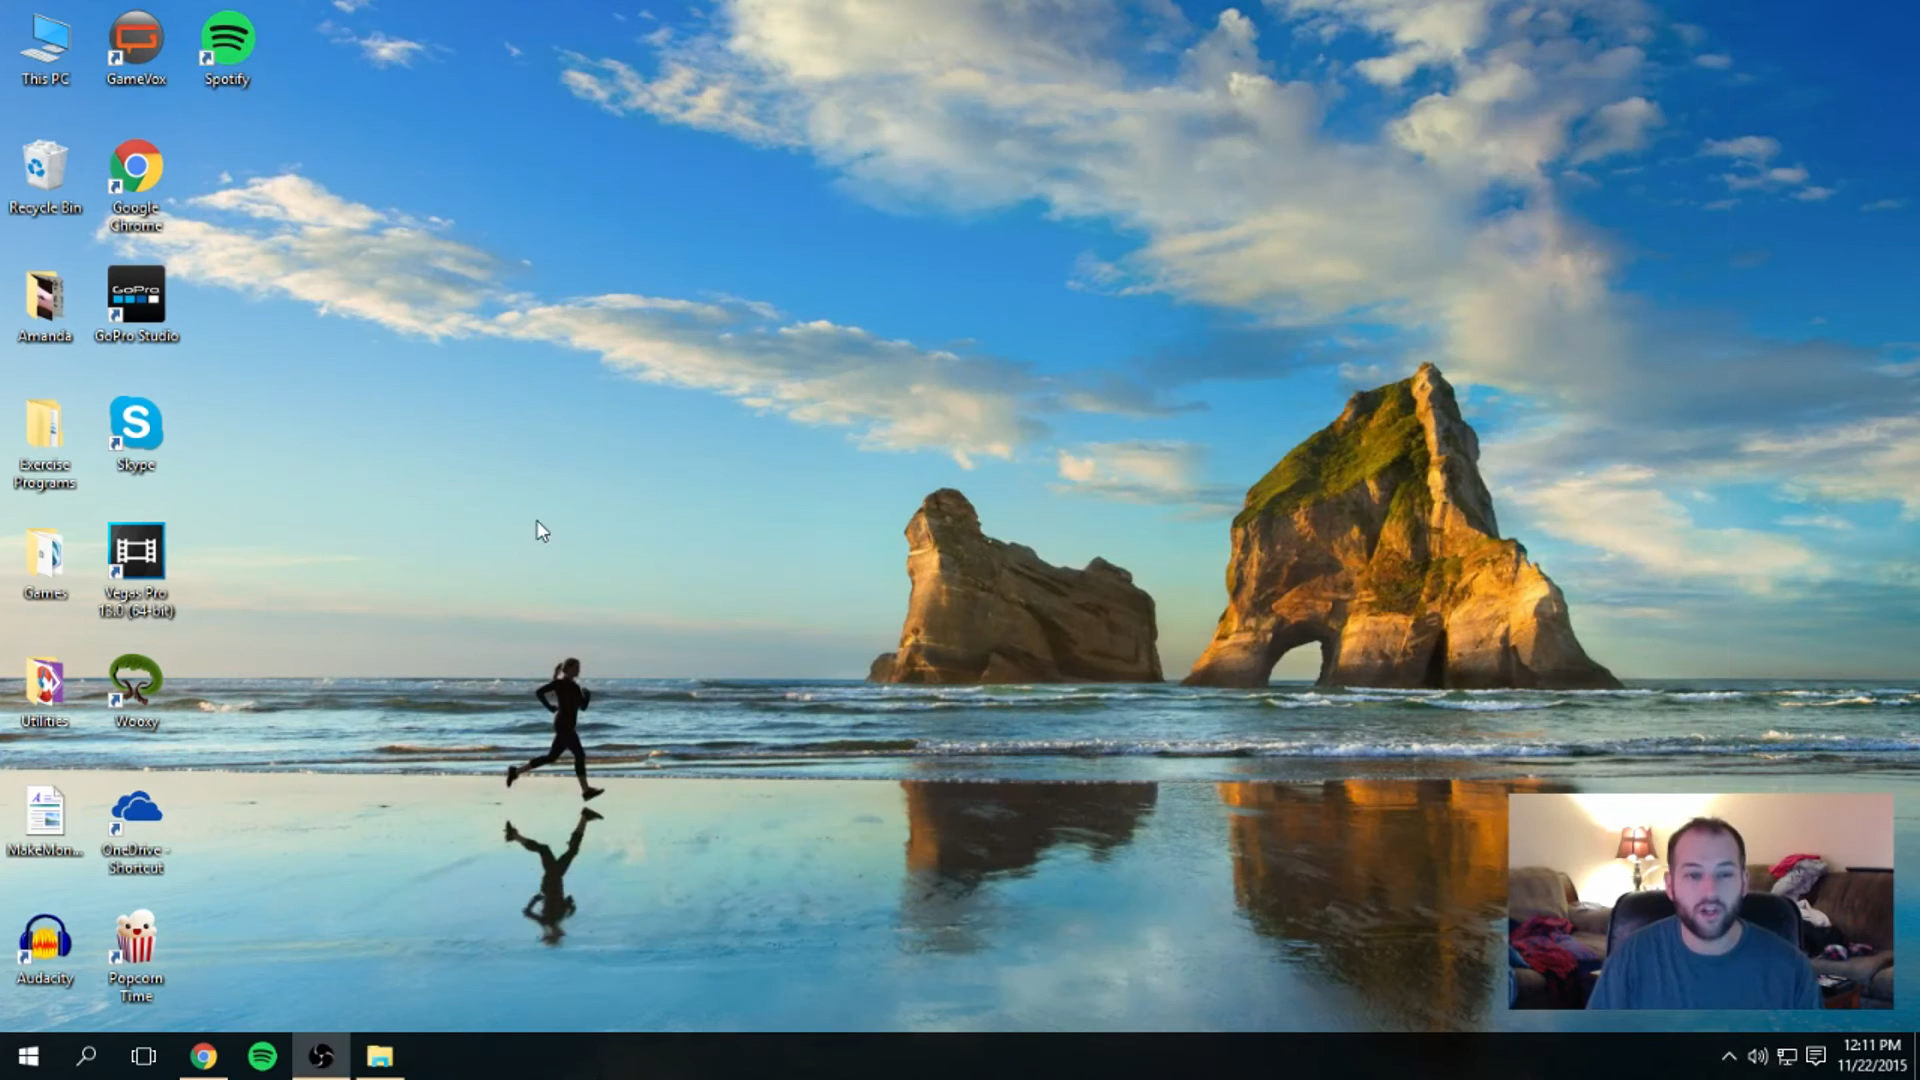 This PC
GameVox
Spotify
Recycle Bin
Google
Chrome
Amanda
GoPro
GoPro Studio
Exercise
Programs
S
Skype
Games
Vegas Pro
13.0 (64-bit)
Utilities
Wooxy
MakeMon...
OneDrive -
Shortcut
Audacity
Popcorn
Time
12:11 PM
11/22/2015